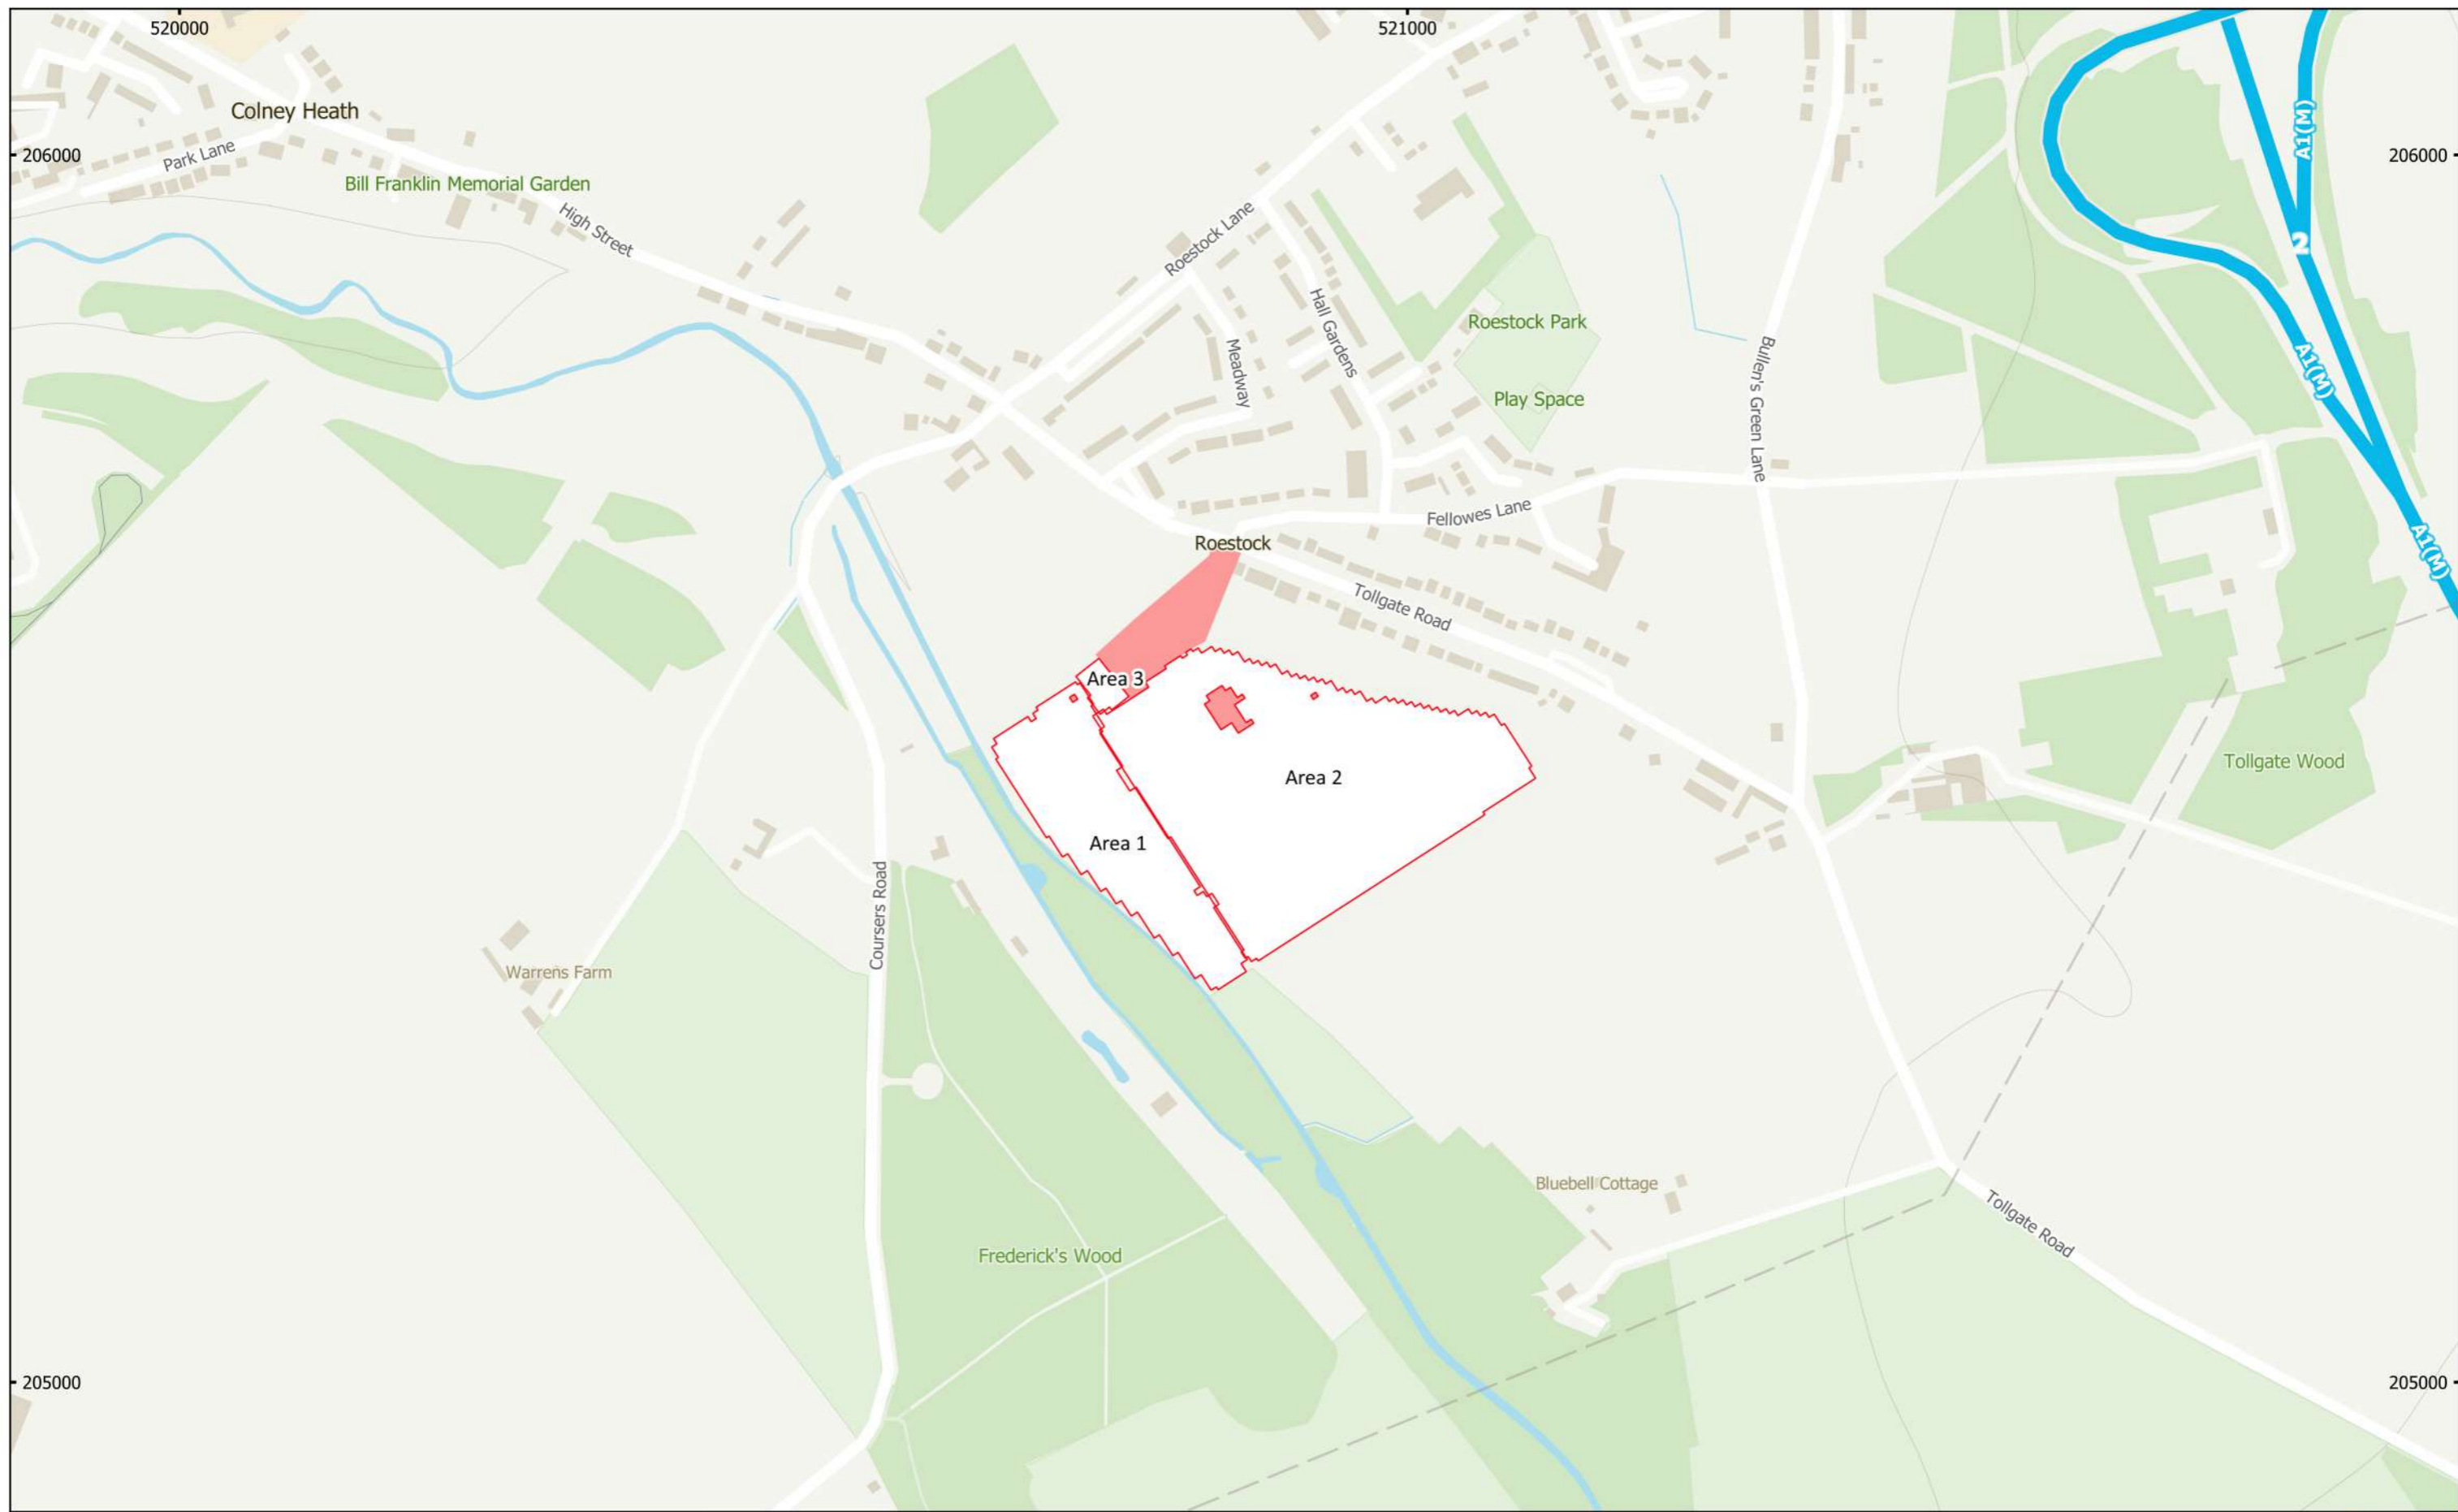 520000
521000
Colney Heath
206000
206000
Park Lane
Bill Franklin Memorial Garden
High Street
Roestock Lane
A1(M)
2
Hall Gardens
Roestock Park
Meadway
Bullen's Green Lane
A1(M)
Play Space
Fellowes Lane
A1(M)
Roestock
Tollgate Road
Area 3
Tollgate Wood
Area 2
Area 1
Coursers Road
Warrens Farm
Bluebell Cottage
Tollgate Road
Frederick's Wood
205000
205000